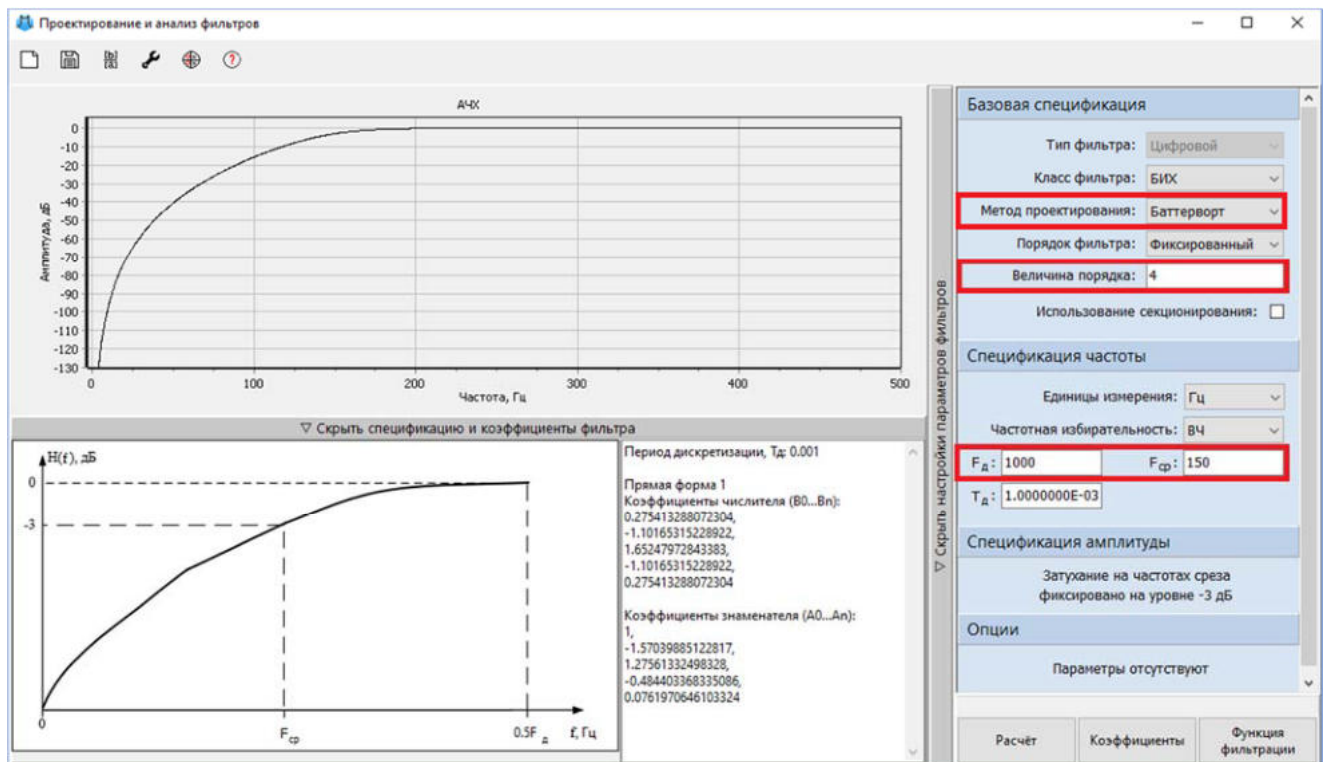 Проектирование и анализ фильтров
АЧХ
Амплитуда, дБ
0
-10
-20
-30
-40
-50
-60
-70
-80
-90
-100
-110
-120
-130
0 100 200 300 400 500
Частота, Гц
▽ Скрыть спецификацию и коэффициенты фильтра
H(f), дБ
0
-3
0 Fср 0.5F д f, Гц
Период дискретизации, Tд: 0.001
Прямая форма 1
Коэффициенты числителя (B0...Bn):
0.275413288072304,
-1.10165315228922,
1.65247972843383,
-1.10165315228922,
0.275413288072304
Коэффициенты знаменателя (A0...An):
1,
-1.57039885122817,
1.27561332498328,
-0.484403368335086,
0.0761970646103324
▽ Скрыть настройки параметров фильтров
Базовая спецификация
Тип фильтра: Цифровой
Класс фильтра: БИХ
Метод проектирования: Баттерворт
Порядок фильтра: Фиксированный
Величина порядка: 4
Использование секционирования:
Спецификация частоты
Единицы измерения: Гц
Частотная избирательность: ВЧ
Fд: 1000 Fср: 150
Tд: 1.0000000E-03
Спецификация амплитуды
Затухание на частотах среза
фиксировано на уровне -3 дБ
Опции
Параметры отсутствуют
Расчёт Коэффициенты Функция
фильтрации